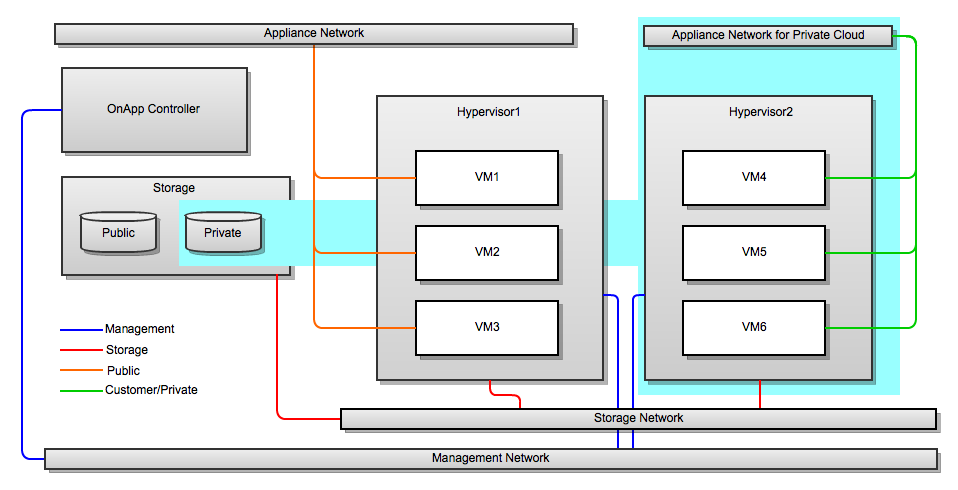 Appliance Network
Appliance Network for Private Cloud
OnApp Controller
Hypervisor1
Hypervisor2
VM1
VM4
Storage
Public
Private
VM2
VM5
VM3
VM6
Management
Storage
Public
Customer/Private
Storage Network
Management Network